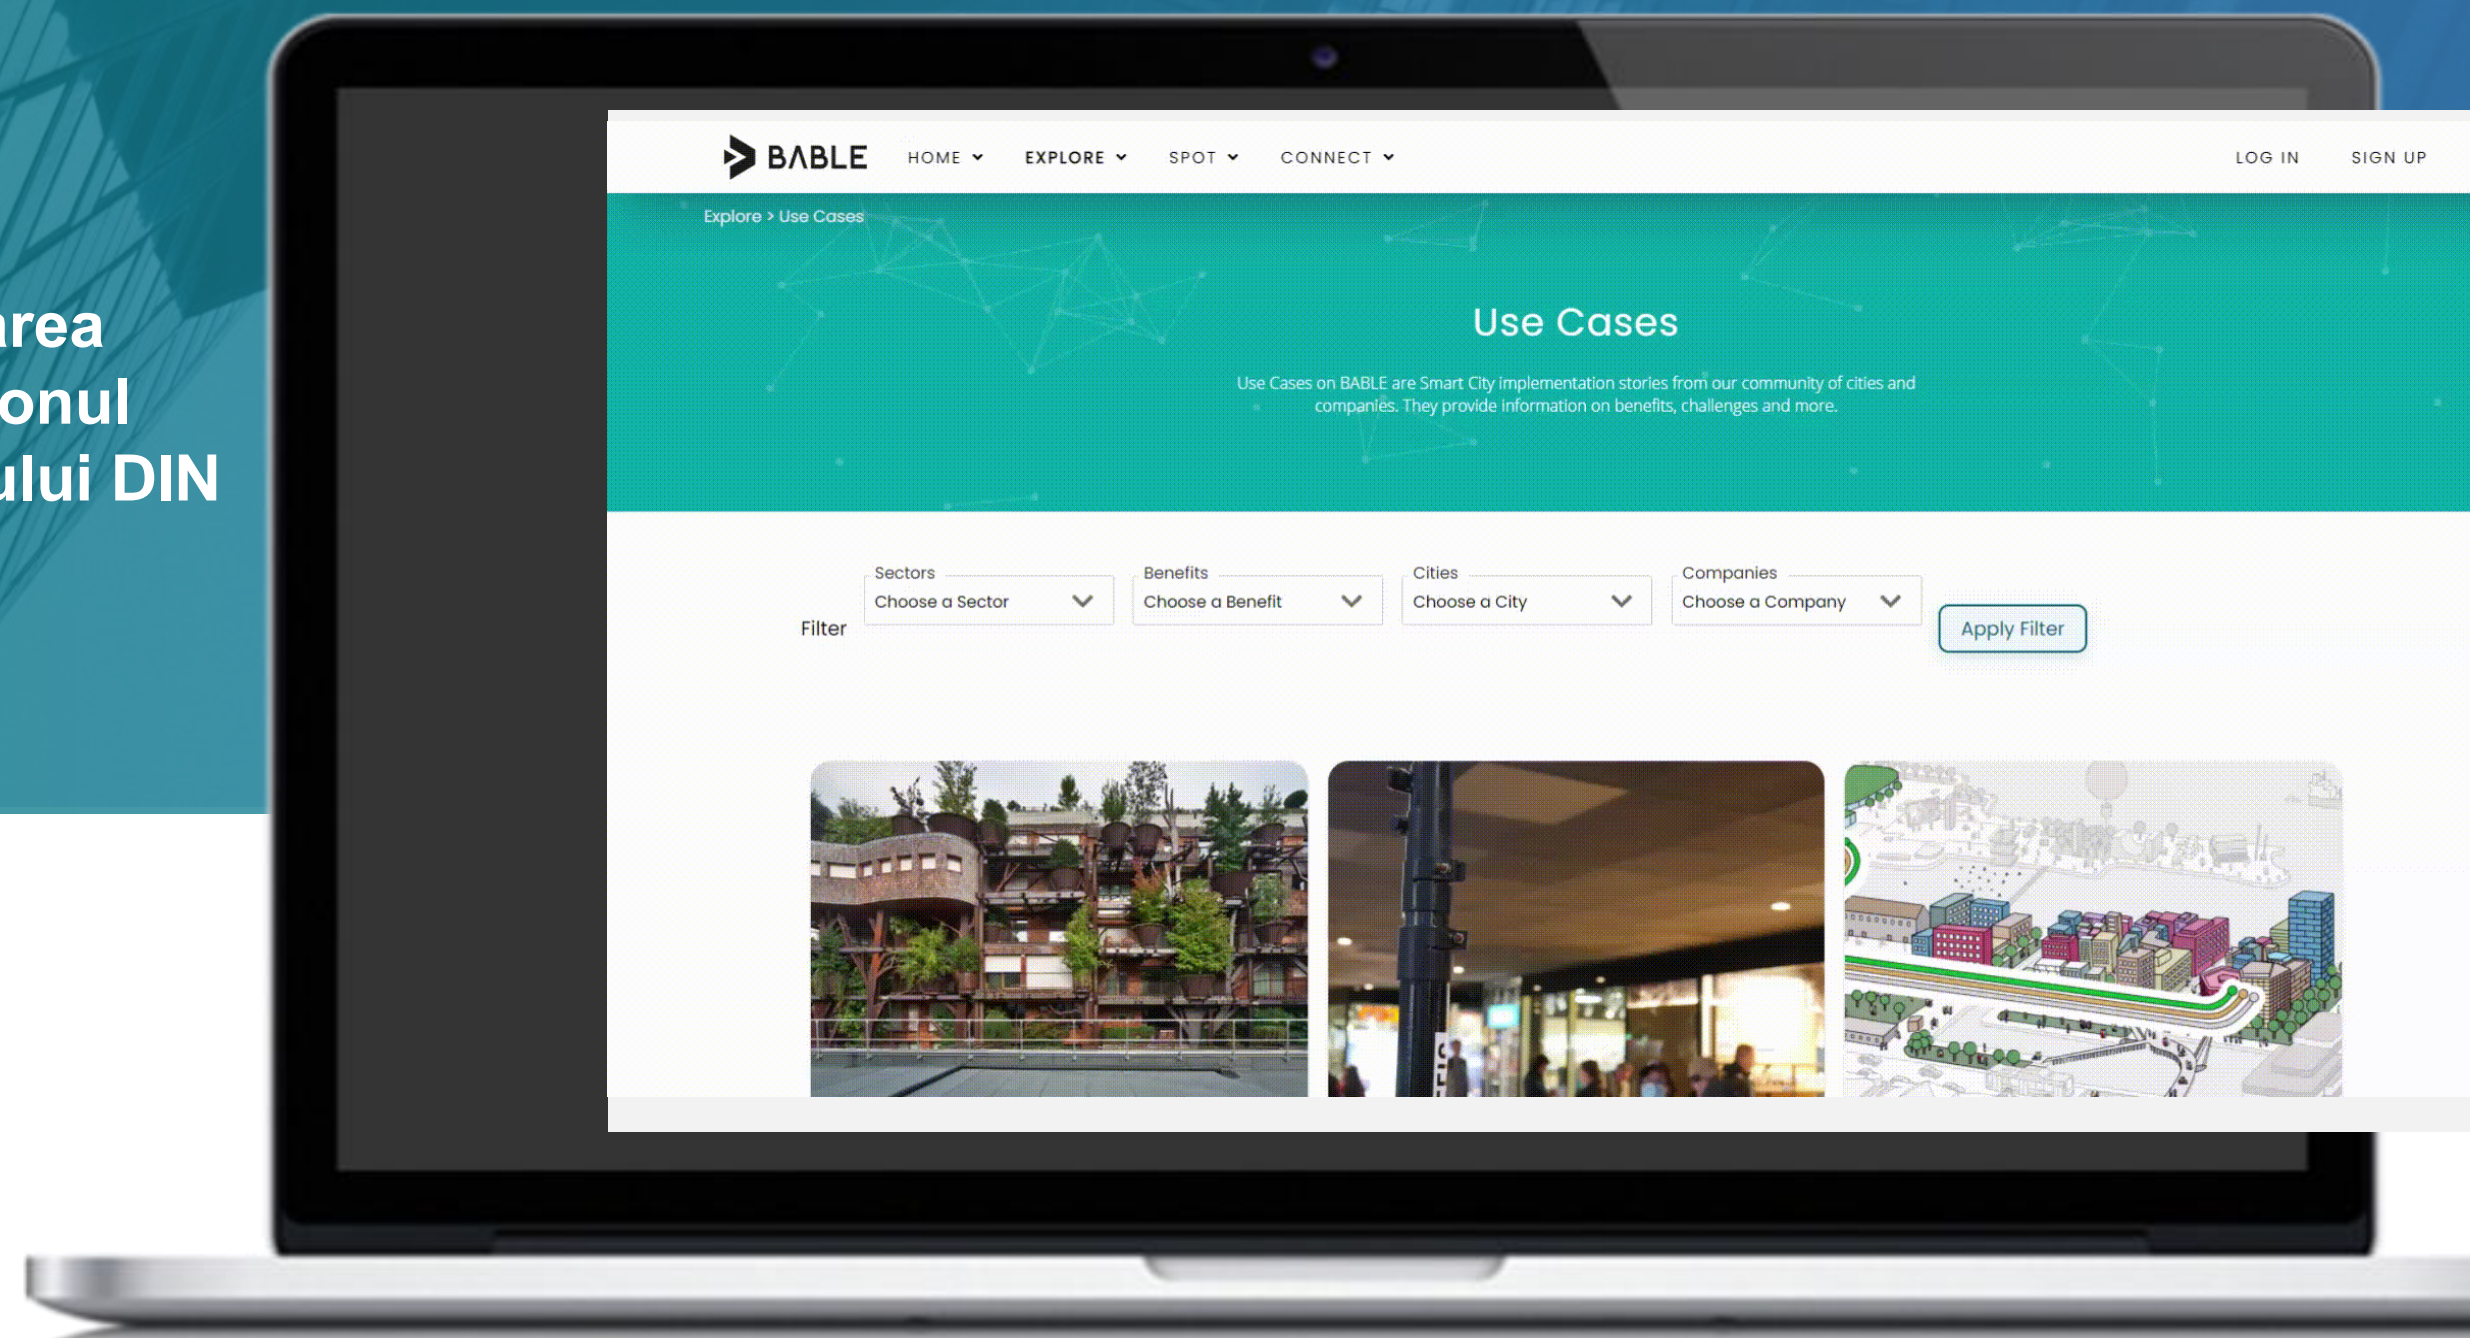 area
onul
ului DIN
BABLE HOME EXPLORE SPOT CONNECT LOG IN SIGN UP
Explore > Use Cases
Use Cases
Use Cases on BABLE are Smart City implementation stories from our community of cities and
companies. They provide information on benefits, challenges and more.
Sectors Benefits Cities Companies
Choose a Sector Choose a Benefit Choose a City Choose a Company
Filter Apply Filter